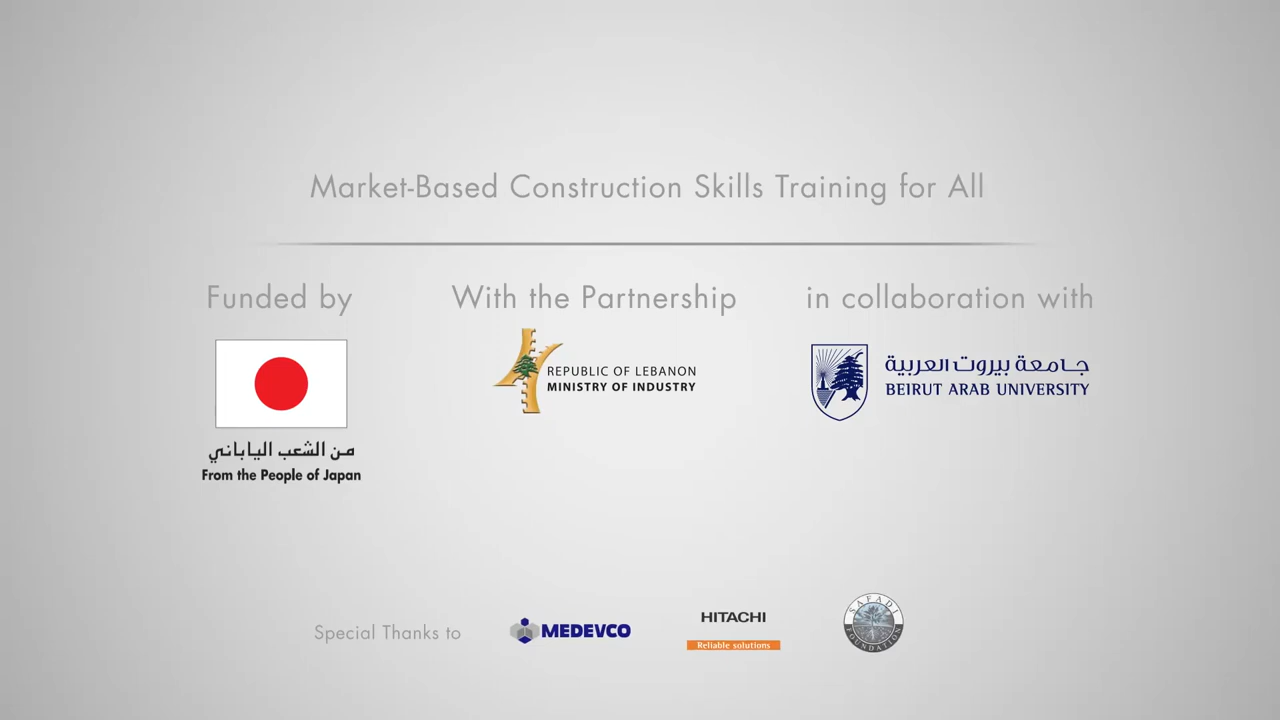 Market-Based Construction Skills Training for All
Funded by
With the Partnership
in collaboration with
من الشعب الياباني
From the People of Japan
REPUBLIC OF LEBANON
MINISTRY OF INDUSTRY
جامعة بيروت العربية
BEIRUT ARAB UNIVERSITY
Special Thanks to
MEDEVCO
HITACHI
Reliable solutions
SAFADI
FOUNDATION